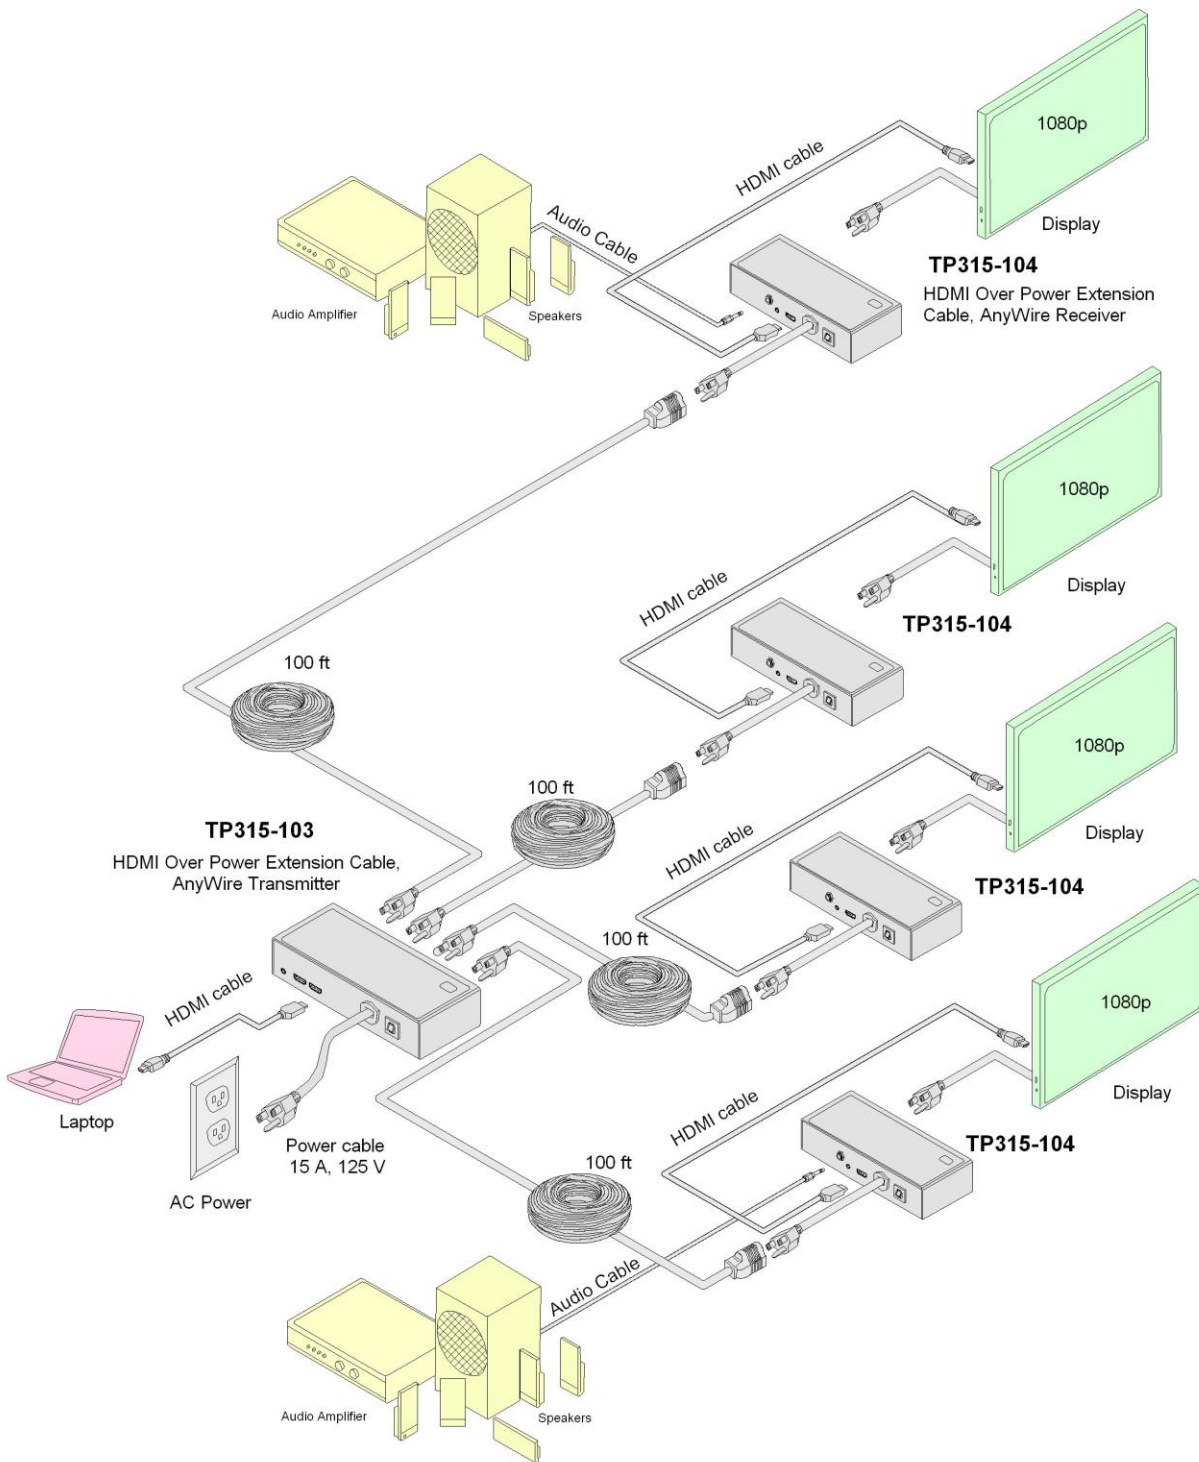 1080p
HDMI cable
Audio Cable
Display
TP315-104
HDMI Over Power Extension
Cable, AnyWire Receiver
Audio Amplifier
Speakers
1080p
HDMI cable
Display
TP315-104
100 ft
1080p
100 ft
HDMI cable
Display
TP315-103
HDMI Over Power Extension Cable,
AnyWire Transmitter
TP315-104
100 ft
HDMI cable
1080p
HDMI cable
Display
Laptop
Power cable
15 A, 125 V
TP315-104
100 ft
AC Power
Audio Cable
Audio Amplifier
Speakers